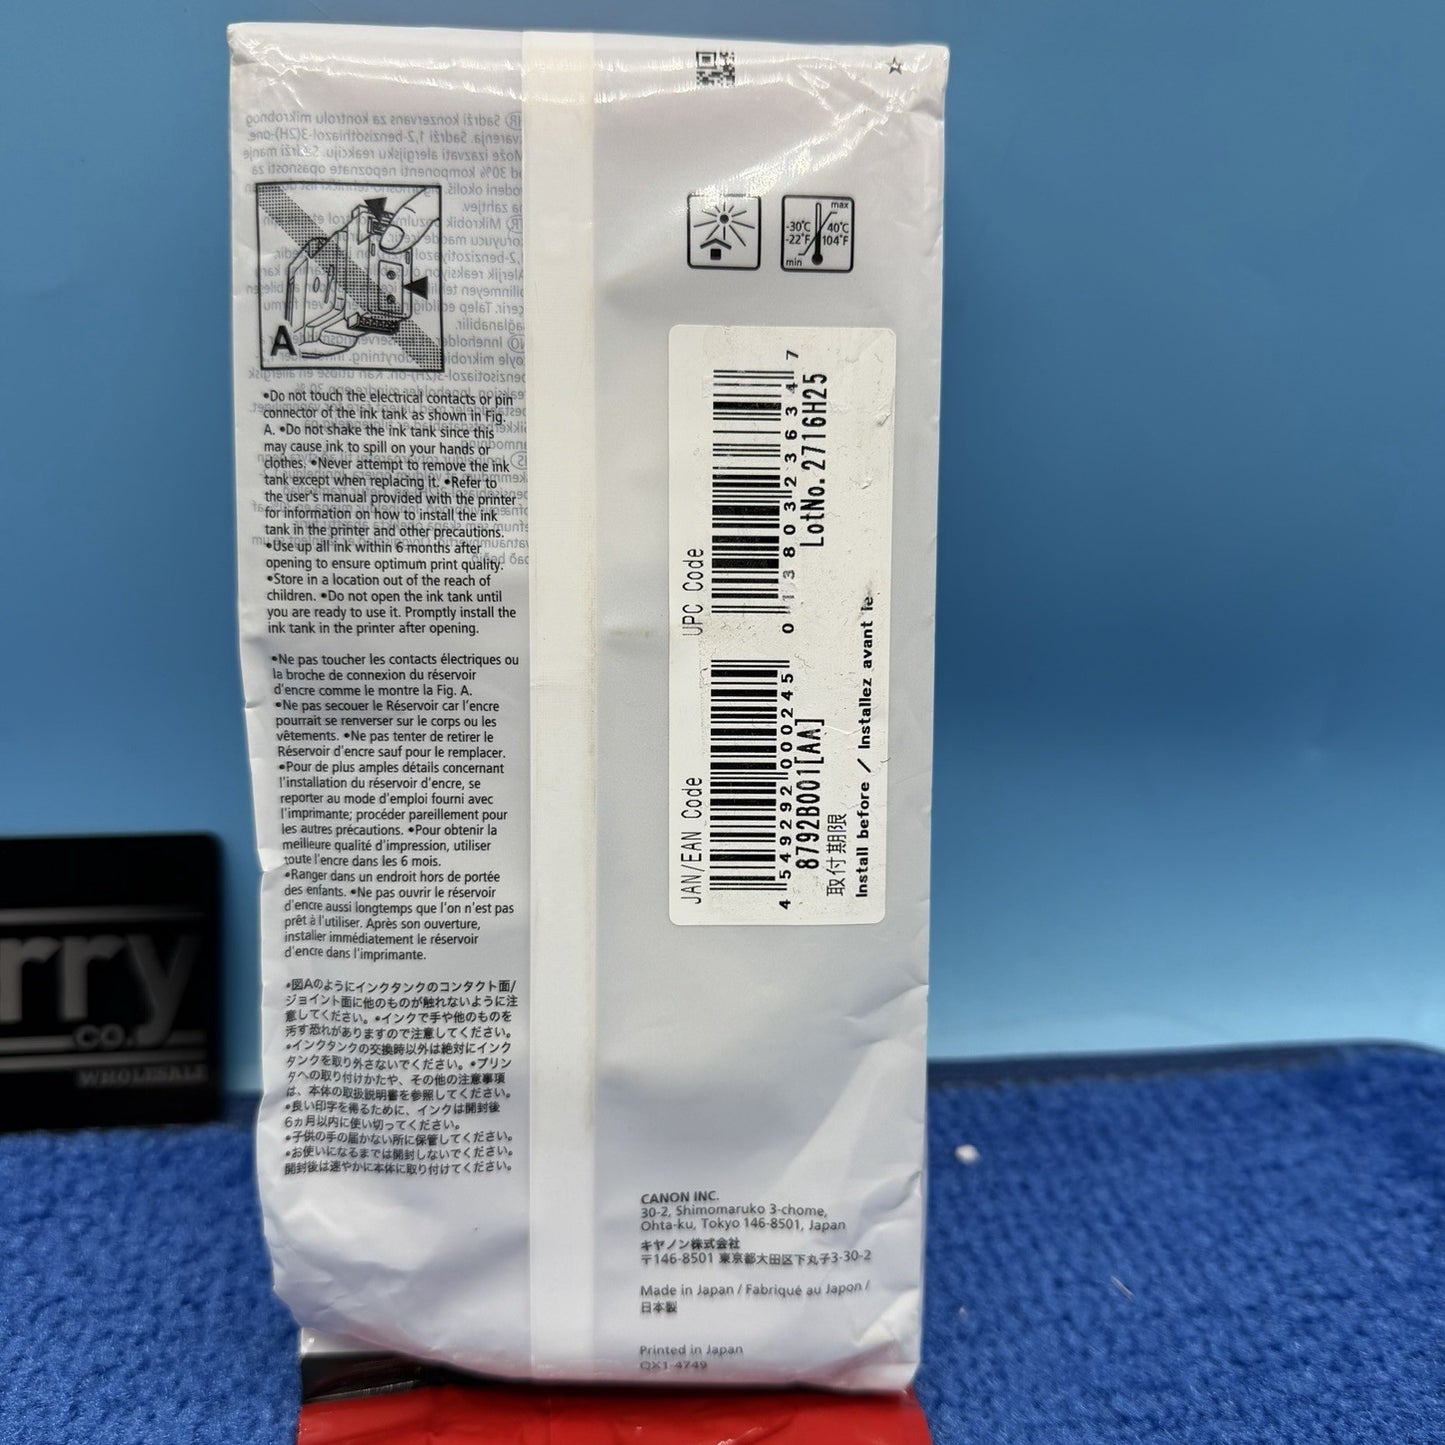 A
•Do not touch the electrical contacts or pin
connector of the ink tank as shown in Fig.
A. •Do not shake the ink tank since this
may cause ink to spill on your hands or
clothes. •Never attempt to remove the ink
tank except when replacing it. •Refer to
the user's manual provided with the printer
for information on how to install the ink
tank in the printer and other precautions.
•Use up all ink within 6 months after
opening to ensure optimum print quality.
•Store in a location out of the reach of
children. •Do not open the ink tank until
you are ready to use it. Promptly install the
ink tank in the printer after opening.
•Ne pas toucher les contacts électriques ou
la broche de connexion du réservoir
d'encre comme le montre la Fig. A.
•Ne pas secouer le Réservoir car l'encre
pourrait se renverser sur le corps ou les
vêtements. •Ne pas tenter de retirer le
Réservoir d'encre sauf pour le remplacer.
•Pour de plus amples détails concernant
l'installation du réservoir d'encre, se
reporter au mode d'emploi fourni avec
l'imprimante; procéder pareillement pour
les autres précautions. •Pour obtenir la
meilleure qualité d'impression, utiliser
toute l'encre dans les 6 mois.
•Ranger dans un endroit hors de portée
des enfants. •Ne pas ouvrir le réservoir
d'encre aussi longtemps que l'on n'est pas
prêt à l'utiliser. Après son ouverture,
installer immédiatement le réservoir
d'encre dans l'imprimante.
•図Aのようにインクタンクのコンタクト面/
ジョイント面に他のものが触れないように注
意してください。•インクで手や他のものを
汚す恐れがありますので注意してください。
•インクタンクの交換時以外は絶対にインク
タンクを取り外さないでください。•プリン
タへの取り付けかたや、その他の注意事項
は、本体の取扱説明書を参照してください。
•良い印字を得るために、インクは開封後
6ヵ月以内に使い切ってください。
•子供の手の届かない所に保管してください。
•お使いになるまでは開封しないでください。
開封後は速やかに本体に取り付けてください。
max
-30°C 40°C
-22°F 104°F
min
UPC Code
0 13803 23634 7
LotNo. 2716H25
JAN/EAN Code
4 549292 000245
8792B001[AA]
取付期限
Install before / Installez avant le
CANON INC.
30-2, Shimomaruko 3-chome,
Ohta-ku, Tokyo 146-8501, Japan
キヤノン株式会社
〒146-8501 東京都大田区下丸子3-30-2
Made in Japan / Fabriqué au Japon /
日本製
Printed in Japan
QX1-4749
rry
co.
WHOLESALE